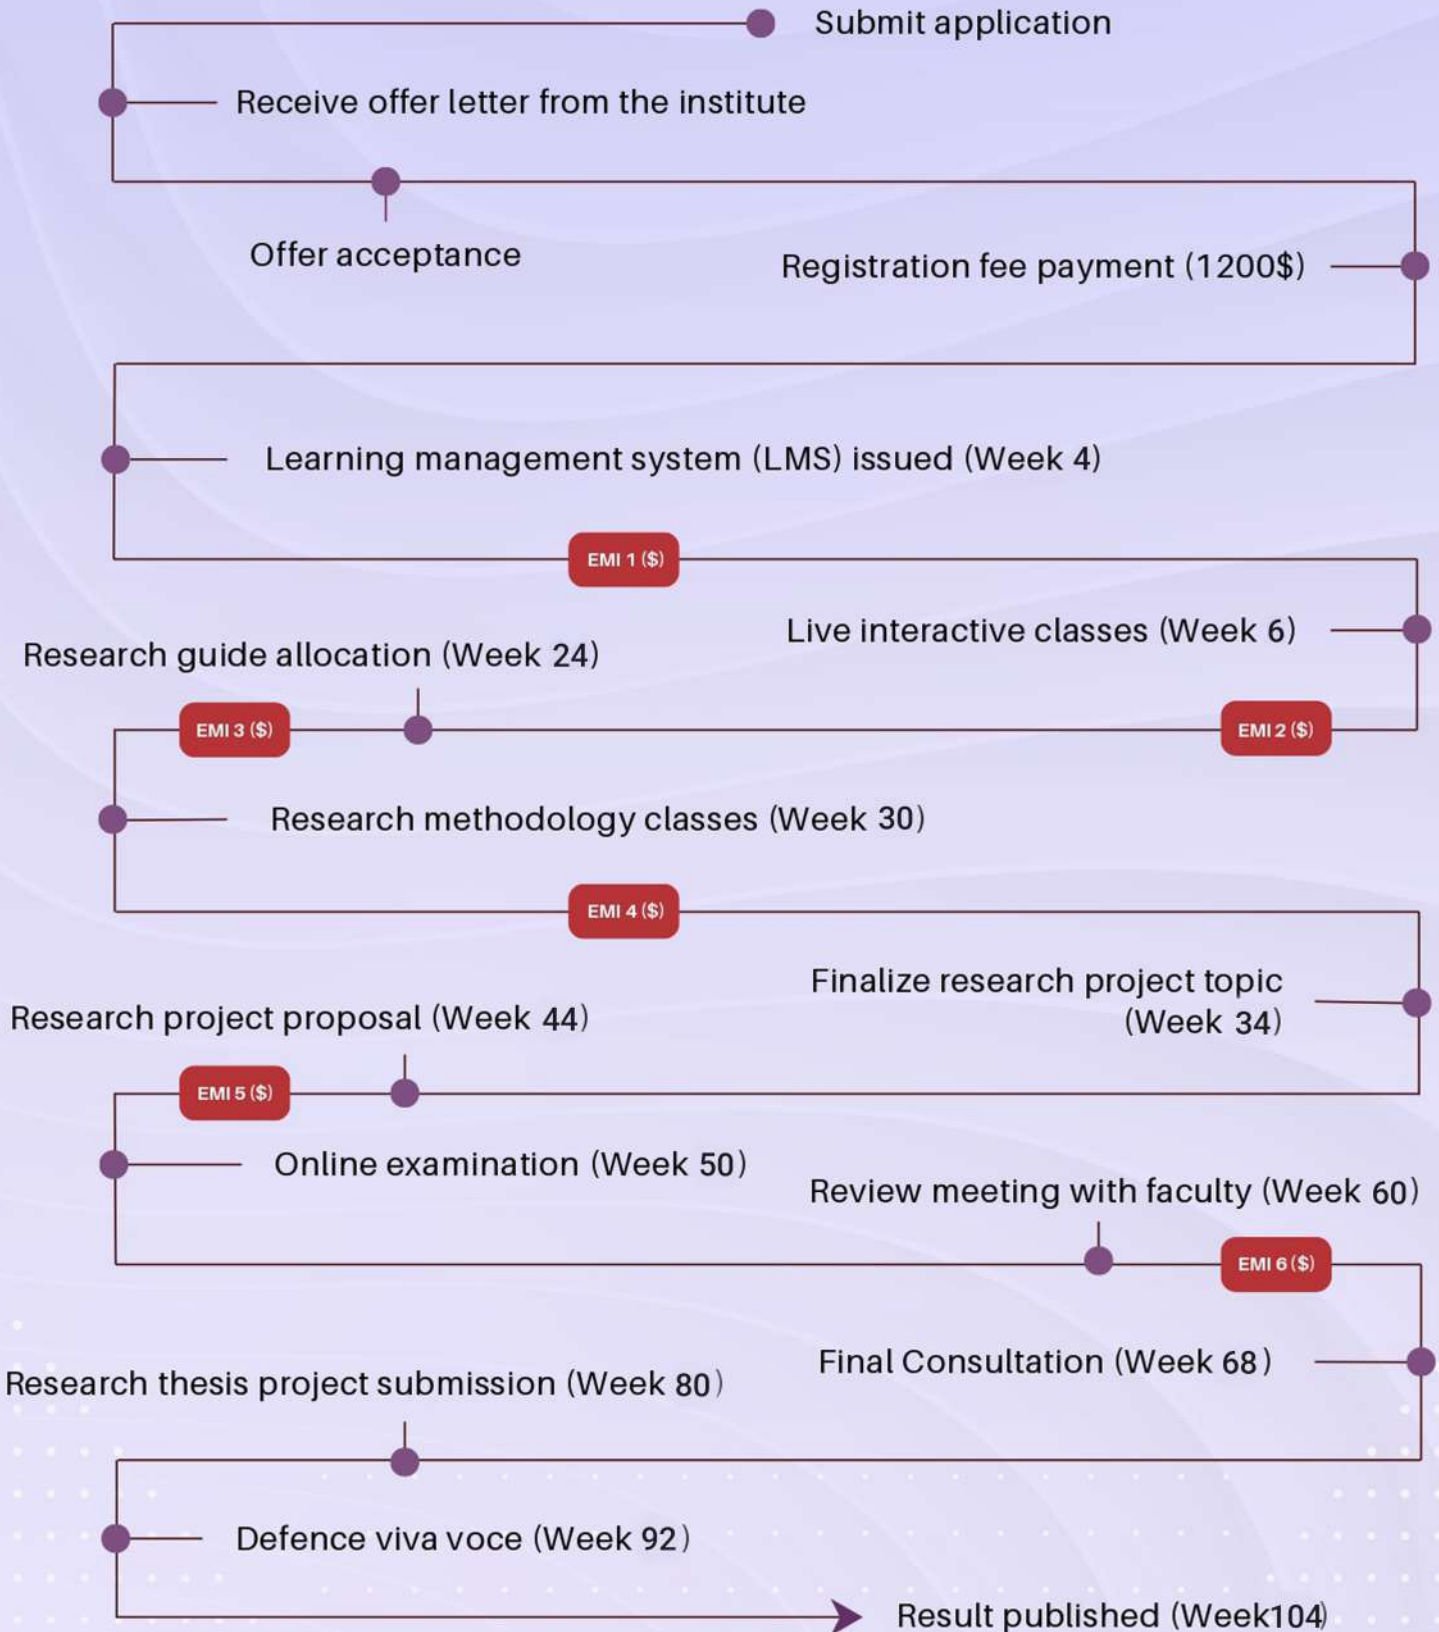 Submit application
Receive offer letter from the institute
Offer acceptance
Registration fee payment (1200$)
Learning management system (LMS) issued (Week 4)
EMI 1 ($)
Live interactive classes (Week 6)
EMI 2 ($)
Research guide allocation (Week 24)
EMI 3 ($)
Research methodology classes (Week 30)
EMI 4 ($)
Finalize research project topic
(Week 34)
Research project proposal (Week 44)
EMI 5 ($)
Online examination (Week 50)
Review meeting with faculty (Week 60)
EMI 6 ($)
Final Consultation (Week 68)
Research thesis project submission (Week 80)
Defence viva voce (Week 92)
Result published (Week104)